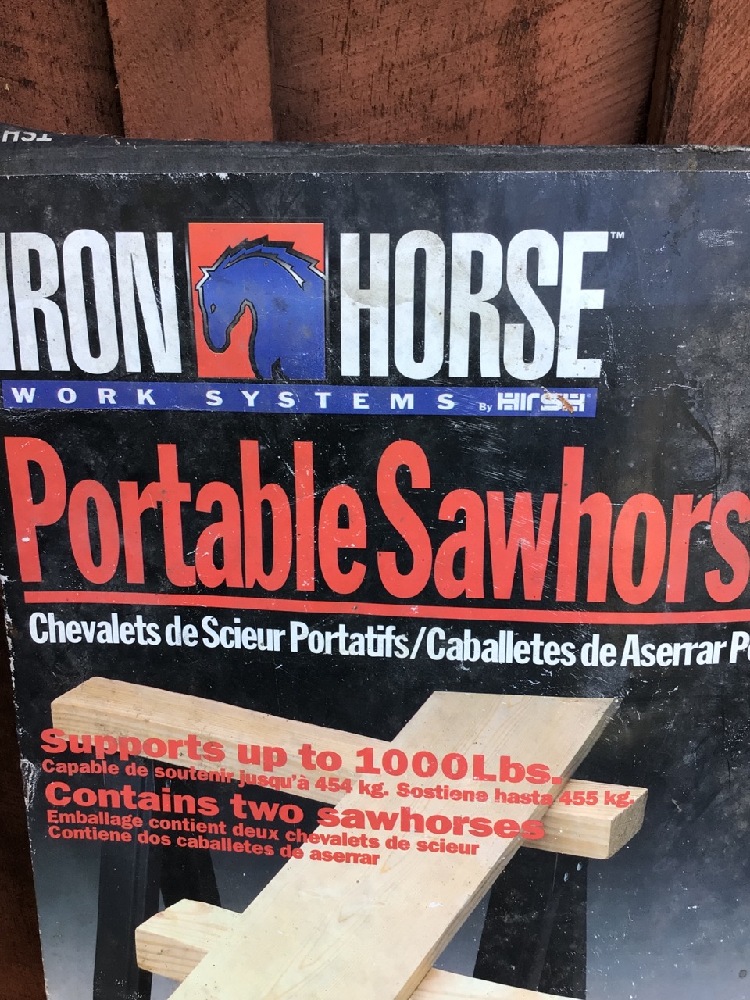 IRON HORSE™
WORK SYSTEMS By HIrSH
Portable Sawhors
Chevalets de Scieur Portatifs/Caballetes de Aserrar P
Supports up to 1000Lbs.
Capable de soutenir jusqu'à 454 kg. Sostiene hasta 455 kg.
Contains two sawhorses
Emballage contient deux chevalets de scieur
Contiene dos caballetes de aserrar